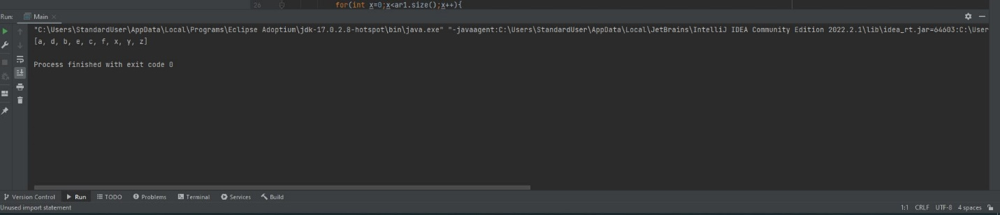 26 for(int x=0;x<ar1.size();x++){
Run: Main
"C:\Users\StandardUser\AppData\Local\Programs\Eclipse Adoptium\jdk-17.0.2.8-hotspot\bin\java.exe" "-javaagent:C:\Users\StandardUser\AppData\Local\JetBrains\IntelliJ IDEA Community Edition 2022.2.1\lib\idea_rt.jar=64603:C:\User
[a, d, b, e, c, f, x, y, z]
Process finished with exit code 0
Version Control Run TODO Problems Terminal Services Build
Unused import statement 1:1 CRLF UTF-8 4 spaces